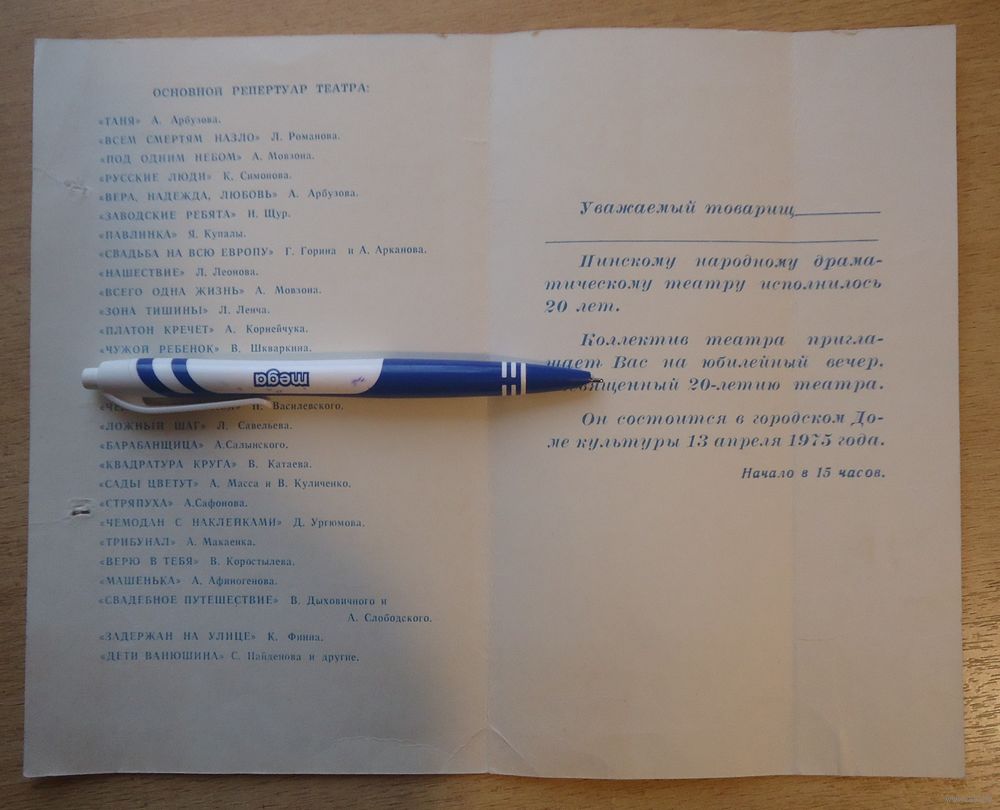 ОСНОВНОЙ РЕПЕРТУАР ТЕАТРА:
«ТАНЯ» А. Арбузова.
«ВСЕМ СМЕРТЯМ НАЗЛО» Л. Романова.
«ПОД ОДНИМ НЕБОМ» А. Мовзона.
«РУССКИЕ ЛЮДИ» К. Симонова.
«ВЕРА, НАДЕЖДА, ЛЮБОВЬ» А. Арбузова.
«ЗАВОДСКИЕ РЕБЯТА» И. Щур.
«ПАВЛИНКА» Я. Купалы.
«СВАДЬБА НА ВСЮ ЕВРОПУ» Г. Горина и А. Арканова.
«НАШЕСТВИЕ» Л. Леонова.
«ВСЕГО ОДНА ЖИЗНЬ» А. Мовзона.
«ЗОНА ТИШИНЫ» Л. Ленча.
«ПЛАТОН КРЕЧЕТ» А. Корнейчука.
«ЧУЖОЙ РЕБЕНОК» В. Шкваркина.
mega
Василевского.
«ЛОЖНЫЙ ШАГ» Л. Савельева.
«БАРАБАНЩИЦА» А.Салынского.
«КВАДРАТУРА КРУГА» В. Катаева.
«САДЫ ЦВЕТУТ» А. Масса и В. Куличенко.
«СТРЯПУХА» А.Сафонова.
«ЧЕМОДАН С НАКЛЕЙКАМИ» Д. Ургюмова.
«ТРИБУНАЛ» А. Макаенка.
«ВЕРЮ В ТЕБЯ» В. Коростылева.
«МАШЕНЬКА» А. Афиногенова.
«СВАДЕБНОЕ ПУТЕШЕСТВИЕ» В. Дыховичного и
А. Слободского.
«ЗАДЕРЖАН НА УЛИЦЕ» К. Финна.
«ДЕТИ ВАНЮШИНА» С. Найденова и другие.
Уважаемый товарищ
Пинскому народному драма-
тическому театру исполнилось
20 лет.
Коллектив театра пригла-
шает Вас на юбилейный вечер,
20-летию театра.
Он состоится в городском До-
ме культуры 13 апреля 1975 года.
Начало в 15 часов.